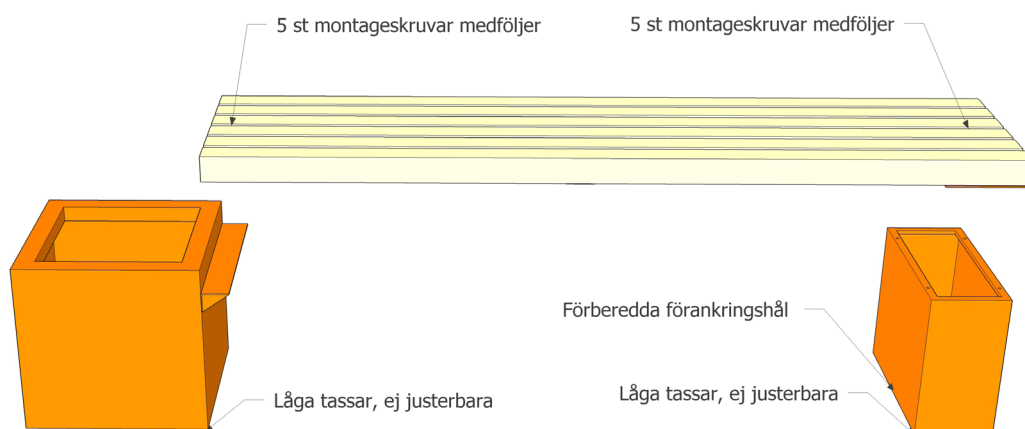 5 st montageskruvar medföljer
5 st montageskruvar medföljer
Förberedda förankringshål
Låga tassar, ej justerbara
Låga tassar, ej justerbara